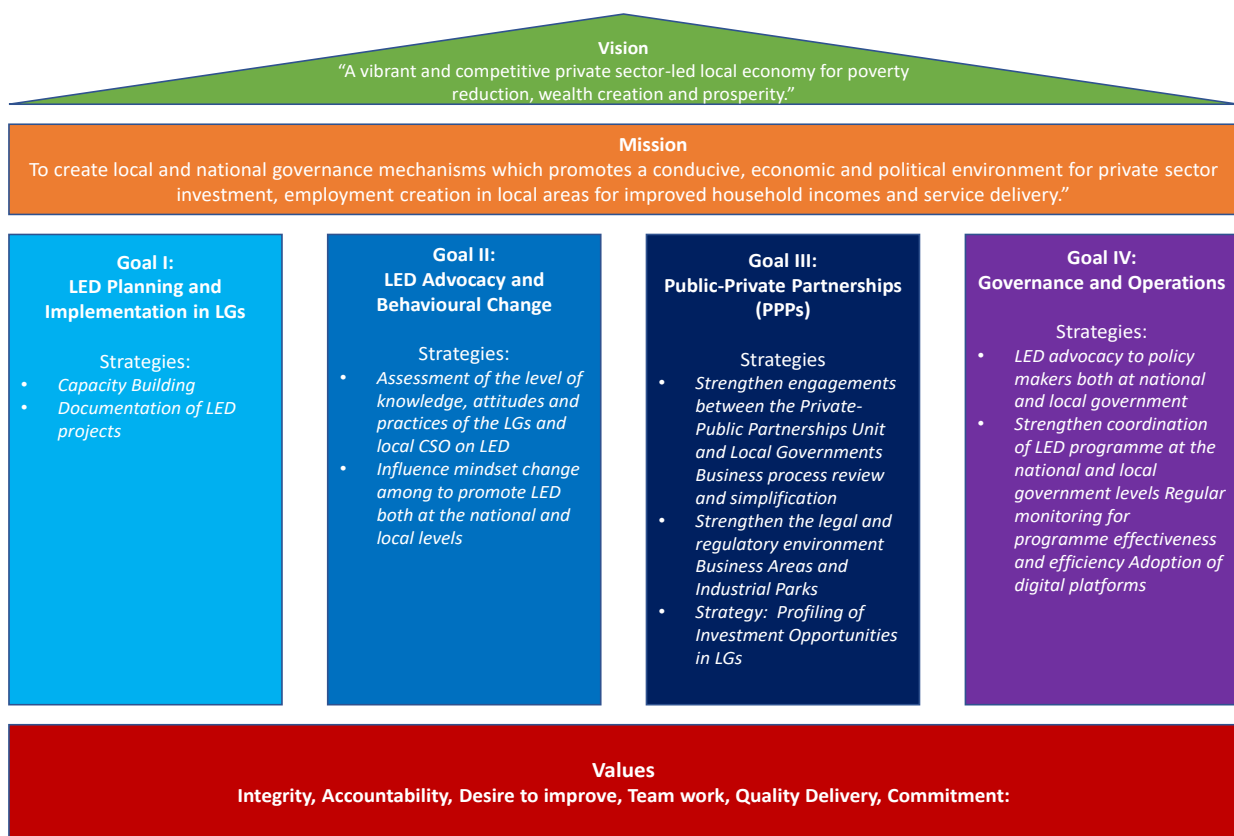 Vision
“A vibrant and competitive private sector-led local economy for poverty
reduction, wealth creation and prosperity.”
Mission
To create local and national governance mechanisms which promotes a conducive, economic and political environment for private sector
investment, employment creation in local areas for improved household incomes and service delivery.”
Goal I:
LED Planning and
Implementation in LGs
Strategies:
• Capacity Building
• Documentation of LED
projects
Goal II:
LED Advocacy and
Behavioural Change
Strategies:
• Assessment of the level of
knowledge, attitudes and
practices of the LGs and
local CSO on LED
• Influence mindset change
among to promote LED
both at the national and
local levels
Goal III:
Public-Private Partnerships
(PPPs)
Strategies
• Strengthen engagements
between the Private-
Public Partnerships Unit
and Local Governments
Business process review
and simplification
• Strengthen the legal and
regulatory environment
Business Areas and
Industrial Parks
• Strategy: Profiling of
Investment Opportunities
in LGs
Goal IV:
Governance and Operations
Strategies:
• LED advocacy to policy
makers both at national
and local government
• Strengthen coordination
of LED programme at the
national and local
government levels Regular
monitoring for
programme effectiveness
and efficiency Adoption of
digital platforms
Values
Integrity, Accountability, Desire to improve, Team work, Quality Delivery, Commitment: